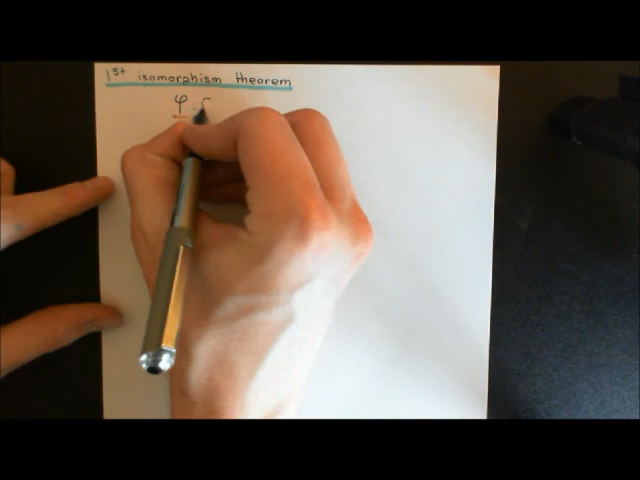 1st isomorphism theorem
φ :